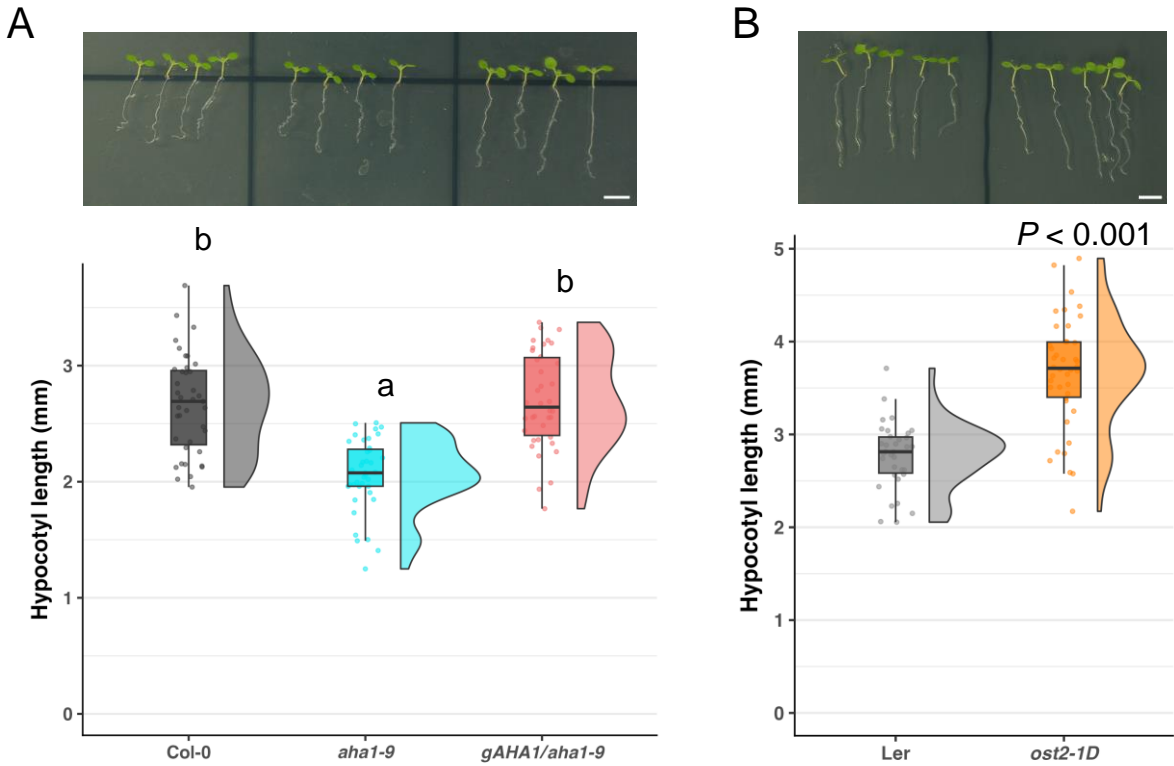 A
b
b
a
Hypocotyl length (mm)
3
2
1
0
Col-0
aha1-9
gAHA1/aha1-9
B
P < 0.001
Hypocotyl length (mm)
5
4
3
2
1
0
Ler
ost2-1D